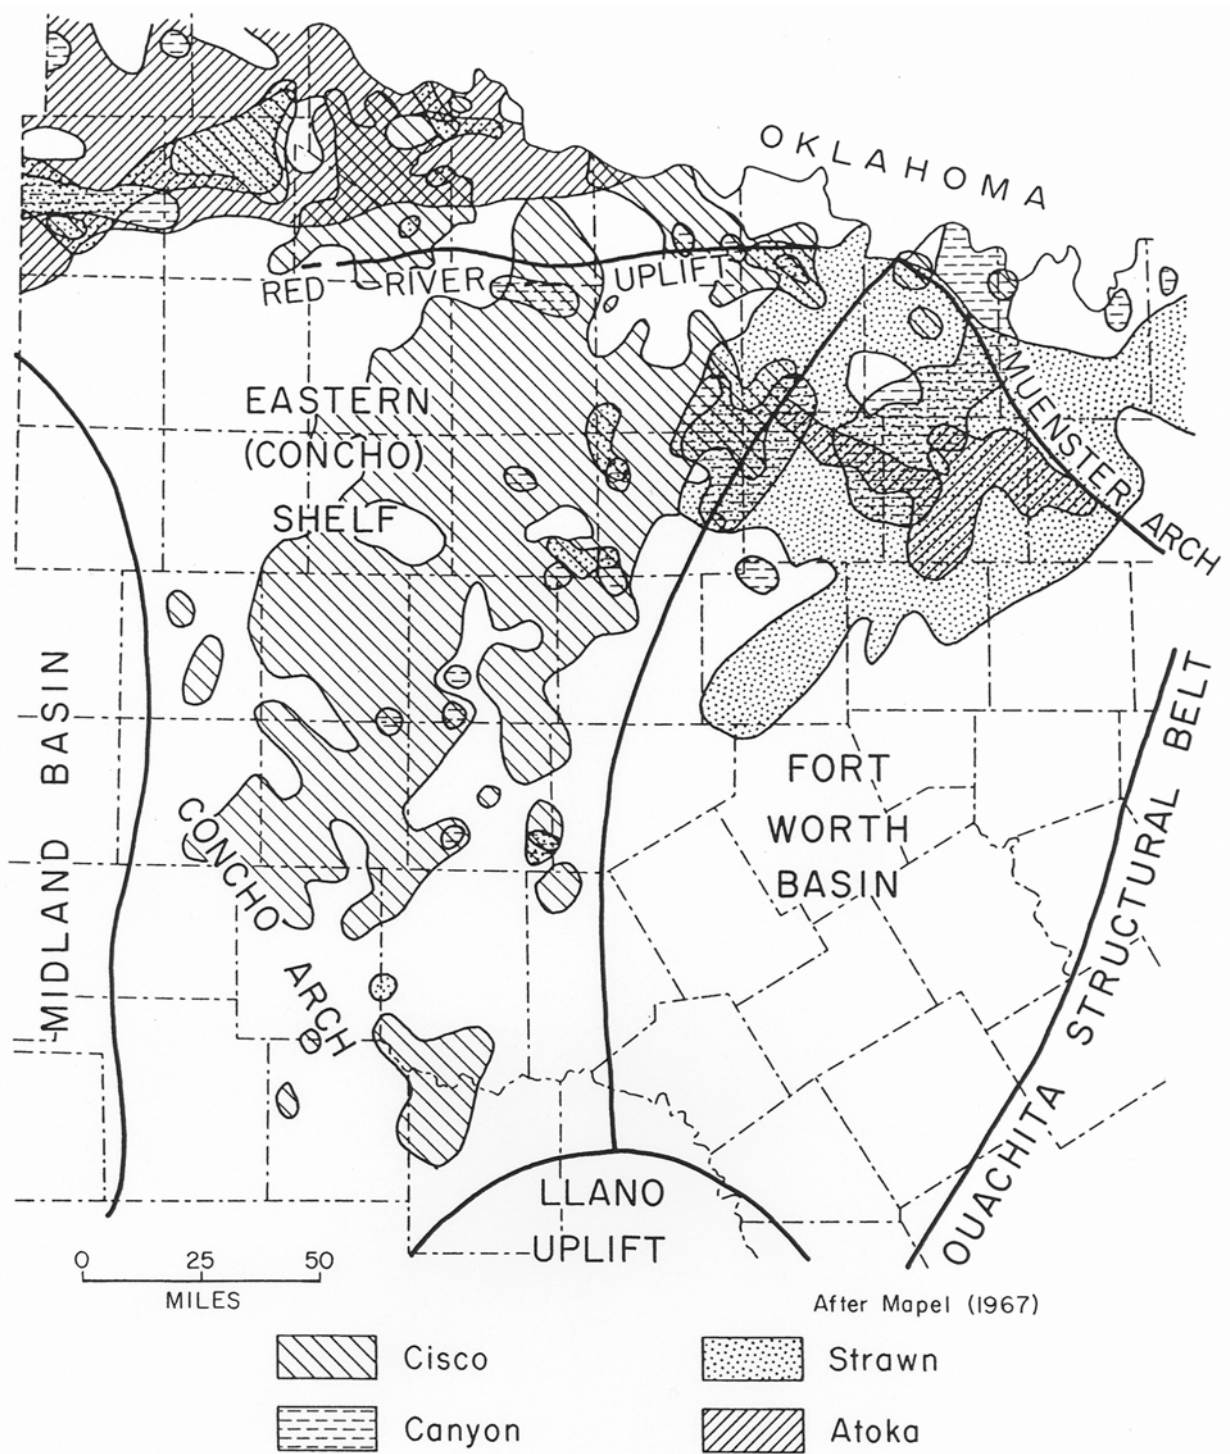 OKLAHOMA
RED RIVER UPLIFT
EASTERN
(CONCHO)
SHELF
MUENSTER ARCH
MIDLAND BASIN
CONCHO ARCH
FORT
WORTH
BASIN
OUACHITA STRUCTURAL BELT
LLANO
UPLIFT
0 25 50
MILES
After Mapel (1967)
Cisco
Strawn
Canyon
Atoka